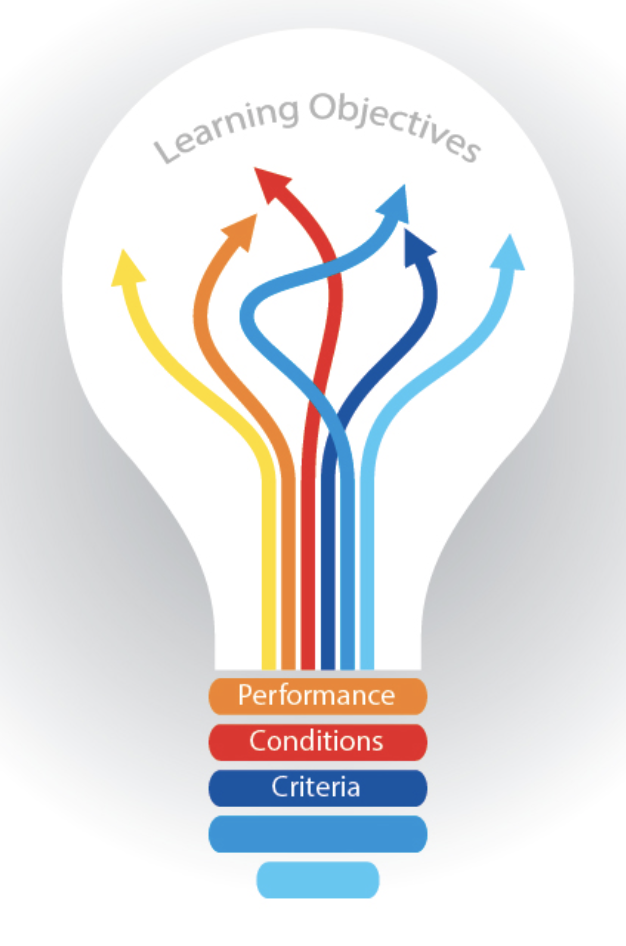 Learning Objectives
Performance
Conditions
Criteria